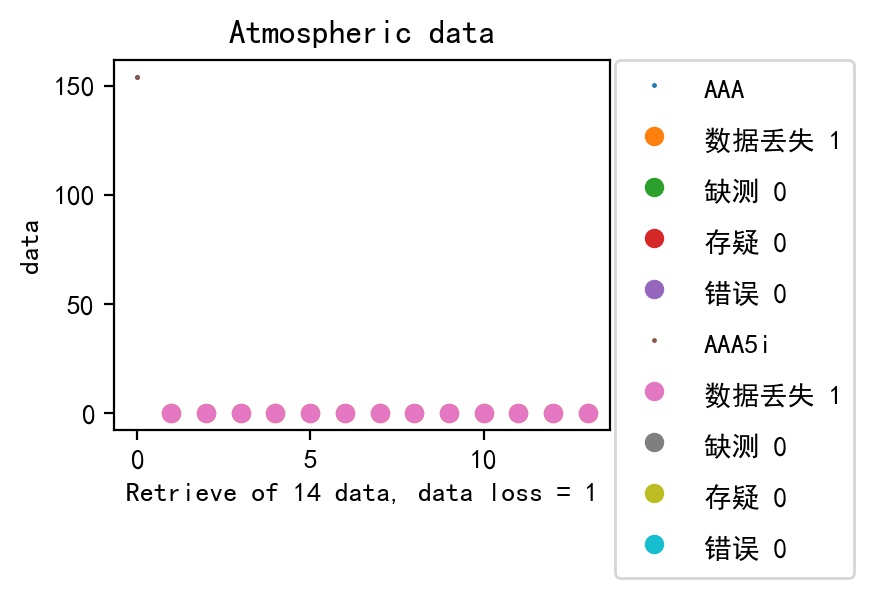 Atmospheric data
150
100
50
0
data
0
5
10
Retrieve of 14 data, data loss = 1
AAA
数据丢失 1
缺测 0
存疑 0
错误 0
AAA5i
数据丢失 1
缺测 0
存疑 0
错误 0